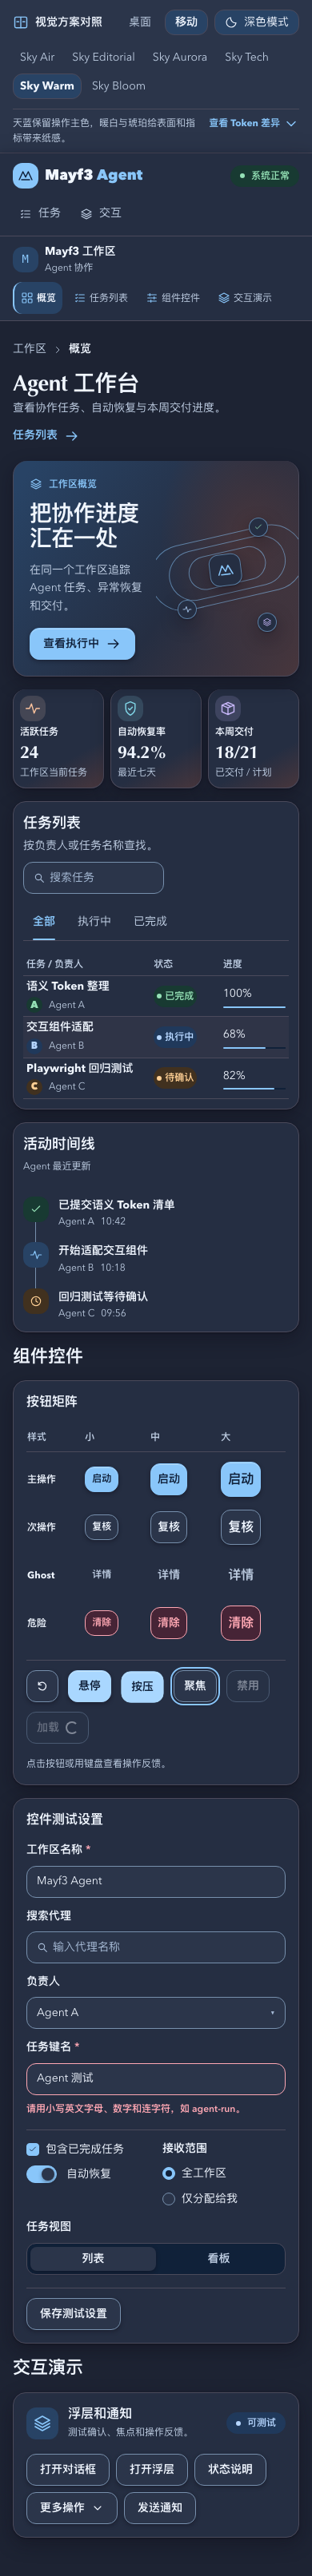 视觉方案对照 桌面 移动 深色模式
Sky Air Sky Editorial Sky Aurora Sky Tech
Sky Warm Sky Bloom
天蓝保留操作主色，暖白与琥珀给表面和指 查看 Token 差异
标带来纸感。
Mayf3 Agent 系统正常
任务 交互
M Mayf3 工作区
Agent 协作
概览 任务列表 组件控件 交互演示
工作区 概览
Agent 工作台
查看协作任务、自动恢复与本周交付进度。
任务列表
工作区概览
把协作进度
汇在一处
在同一个工作区追踪
Agent 任务、异常恢复
和交付。
查看执行中
活跃任务 自动恢复率 本周交付
24 94.2% 18/21
工作区当前任务 最近七天 已交付 / 计划
任务列表
按负责人或任务名称查找。
搜索任务
全部 执行中 已完成
任务 / 负责人 状态 进度
语义 Token 整理 已完成 100%
A Agent A
交互组件适配 执行中 68%
B Agent B
Playwright 回归测试 待确认 82%
C Agent C
活动时间线
Agent 最近更新
已提交语义 Token 清单
Agent A 10:42
开始适配交互组件
Agent B 10:18
回归测试等待确认
Agent C 09:56
组件控件
按钮矩阵
样式 小 中 大
主操作 启动 启动 启动
次操作 复核 复核 复核
Ghost 详情 详情 详情
危险 清除 清除 清除
悬停 按压 聚焦 禁用
加载
点击按钮或用键盘查看操作反馈。
控件测试设置
工作区名称 *
Mayf3 Agent
搜索代理
输入代理名称
负责人
Agent A
任务键名 *
Agent 测试
请用小写英文字母、数字和连字符，如 agent-run。
包含已完成任务 接收范围
自动恢复 全工作区
仅分配给我
任务视图
列表 看板
保存测试设置
交互演示
浮层和通知 可测试
测试确认、焦点和操作反馈。
打开对话框 打开浮层 状态说明
更多操作 发送通知